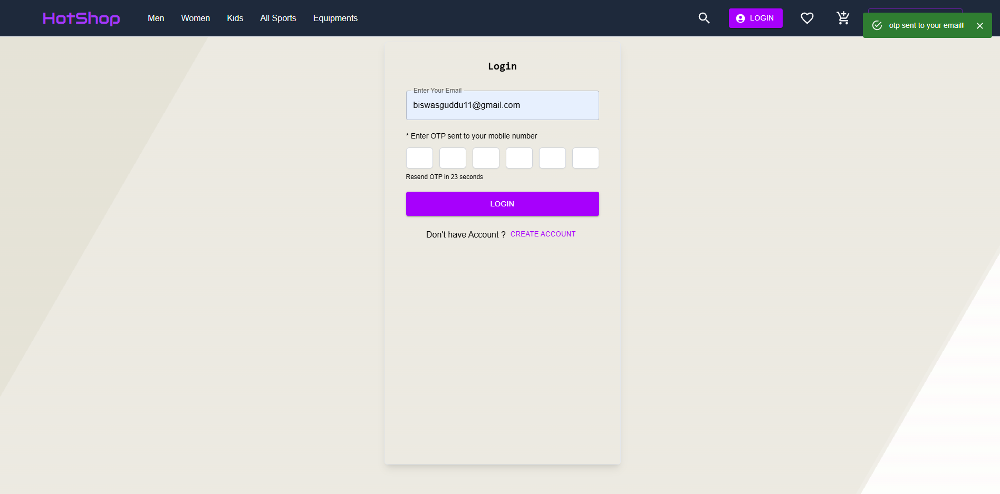 HotShop Men Women Kids All Sports Equipments LOGIN
otp sent to your email!
Login
Enter Your Email
biswasguddu11@gmail.com
* Enter OTP sent to your mobile number
Resend OTP in 23 seconds
LOGIN
Don't have Account ? CREATE ACCOUNT